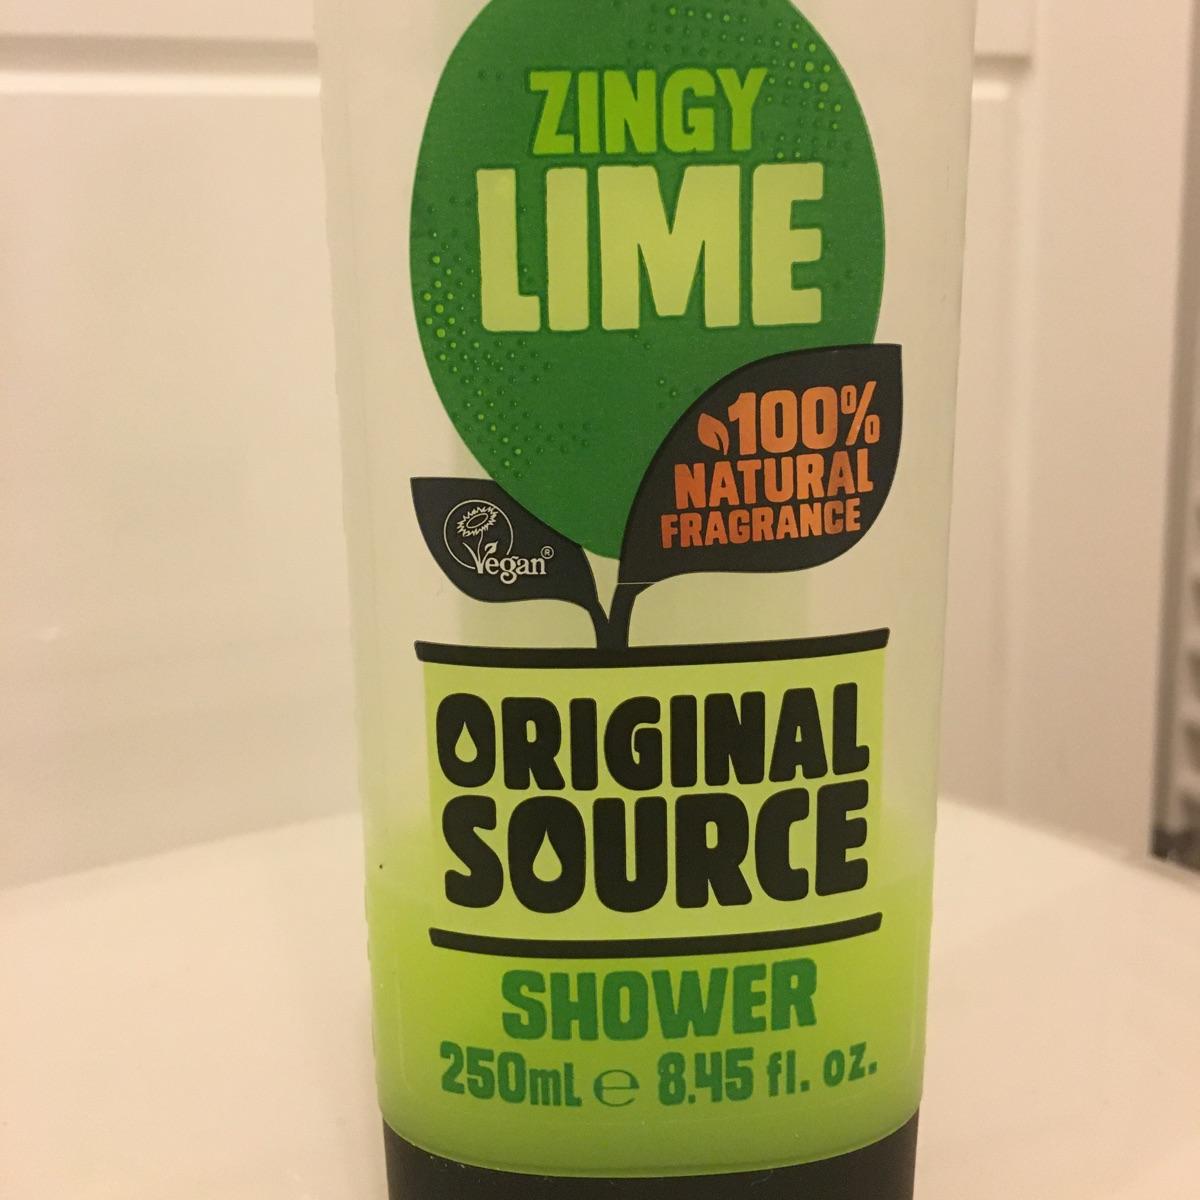 ZINGY
LIME
100%
NATURAL
FRAGRANCE
Vegan®
ORIGINAL
SOURCE
SHOWER
250mL e 8.45 fl. oz.